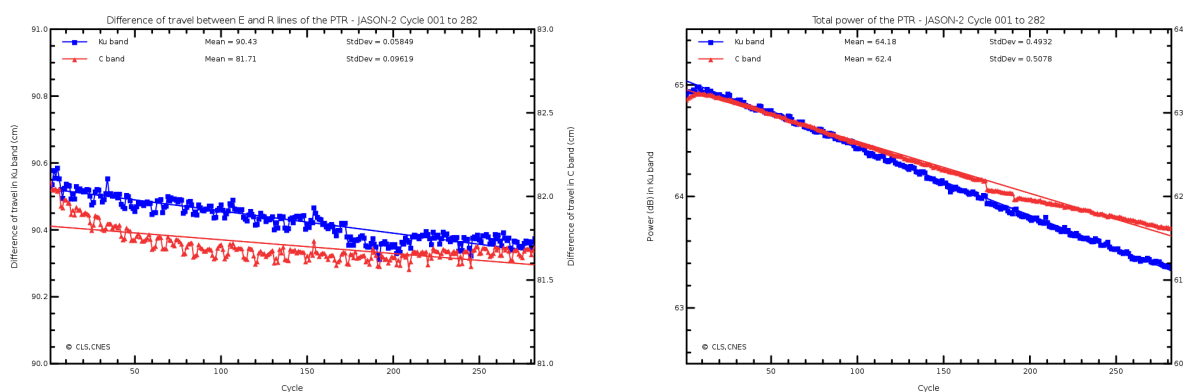 Difference of travel between E and R lines of the PTR - JASON-2 Cycle 001 to 282
91.0
90.8
90.6
90.4
90.2
90.0
Difference of travel in Ku band (cm)
Ku band Mean = 90.43 StdDev = 0.05849
C band Mean = 81.71 StdDev = 0.09619
© CLS,CNES
83.0
82.5
82.0
81.5
81.0
Difference of travel in C band (cm)
50 100 150 200 250
Cycle
Total power of the PTR - JASON-2 Cycle 001 to 282
65
64
63
Power (dB) in Ku band
Ku band Mean = 64.18 StdDev = 0.4932
C band Mean = 62.4 StdDev = 0.5078
© CLS,CNES
64
63
62
61
60
50 100 150 200 250
Cycle